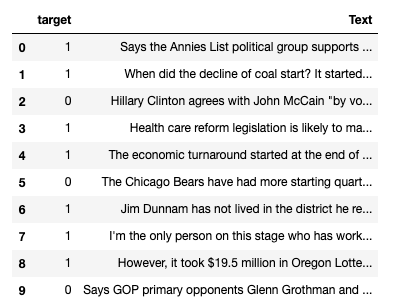 target Text
0 1 Says the Annies List political group supports ...
1 1 When did the decline of coal start? It started...
2 0 Hillary Clinton agrees with John McCain "by vo...
3 1 Health care reform legislation is likely to ma...
4 1 The economic turnaround started at the end of ...
5 0 The Chicago Bears have had more starting quart...
6 1 Jim Dunnam has not lived in the district he re...
7 1 I'm the only person on this stage who has work...
8 1 However, it took $19.5 million in Oregon Lotte...
9 0 Says GOP primary opponents Glenn Grothman and ...